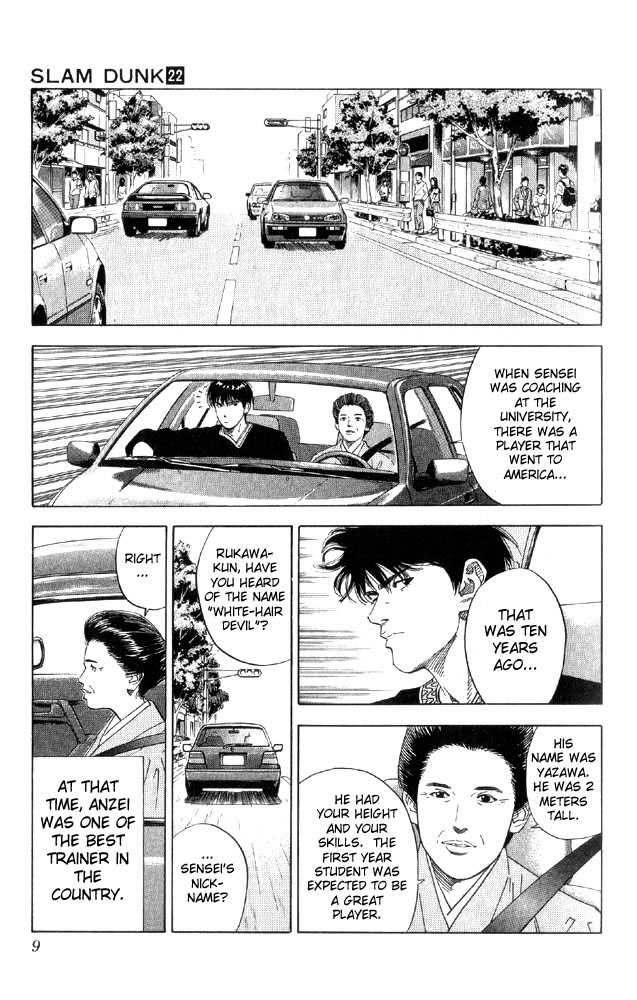 SLAM DUNK 22
WHEN SENSEI
WAS COACHING
AT THE
UNIVERSITY,
THERE WAS A
PLAYER THAT
WENT TO
AMERICA...
THAT
WAS TEN
YEARS
AGO...
HIS
NAME WAS
YAZAWA.
HE WAS 2
METERS
TALL.
HE HAD
YOUR HEIGHT
AND YOUR
SKILLS. THE
FIRST YEAR
STUDENT WAS
EXPECTED TO BE
A GREAT
PLAYER.
RUKAWA-
KUN, HAVE
YOU HEARD
OF THE NAME
"WHITE-HAIR
DEVIL"?
...
SENSEI'S
NICK-
NAME?
RIGHT
...
AT THAT
TIME, ANZEI
WAS ONE OF
THE BEST
TRAINER IN
THE
COUNTRY.
9